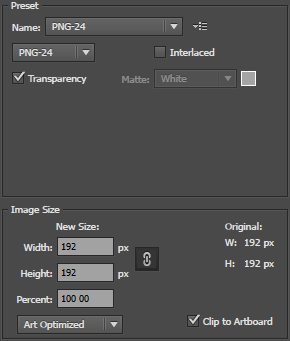 Preset
Name: PNG-24
PNG-24 Interlaced
Transparency Matte: White
Image Size
New Size: Original:
Width: 192 px W: 192 px
Height: 192 px H: 192 px
Percent: 100 00
Art Optimized Clip to Artboard